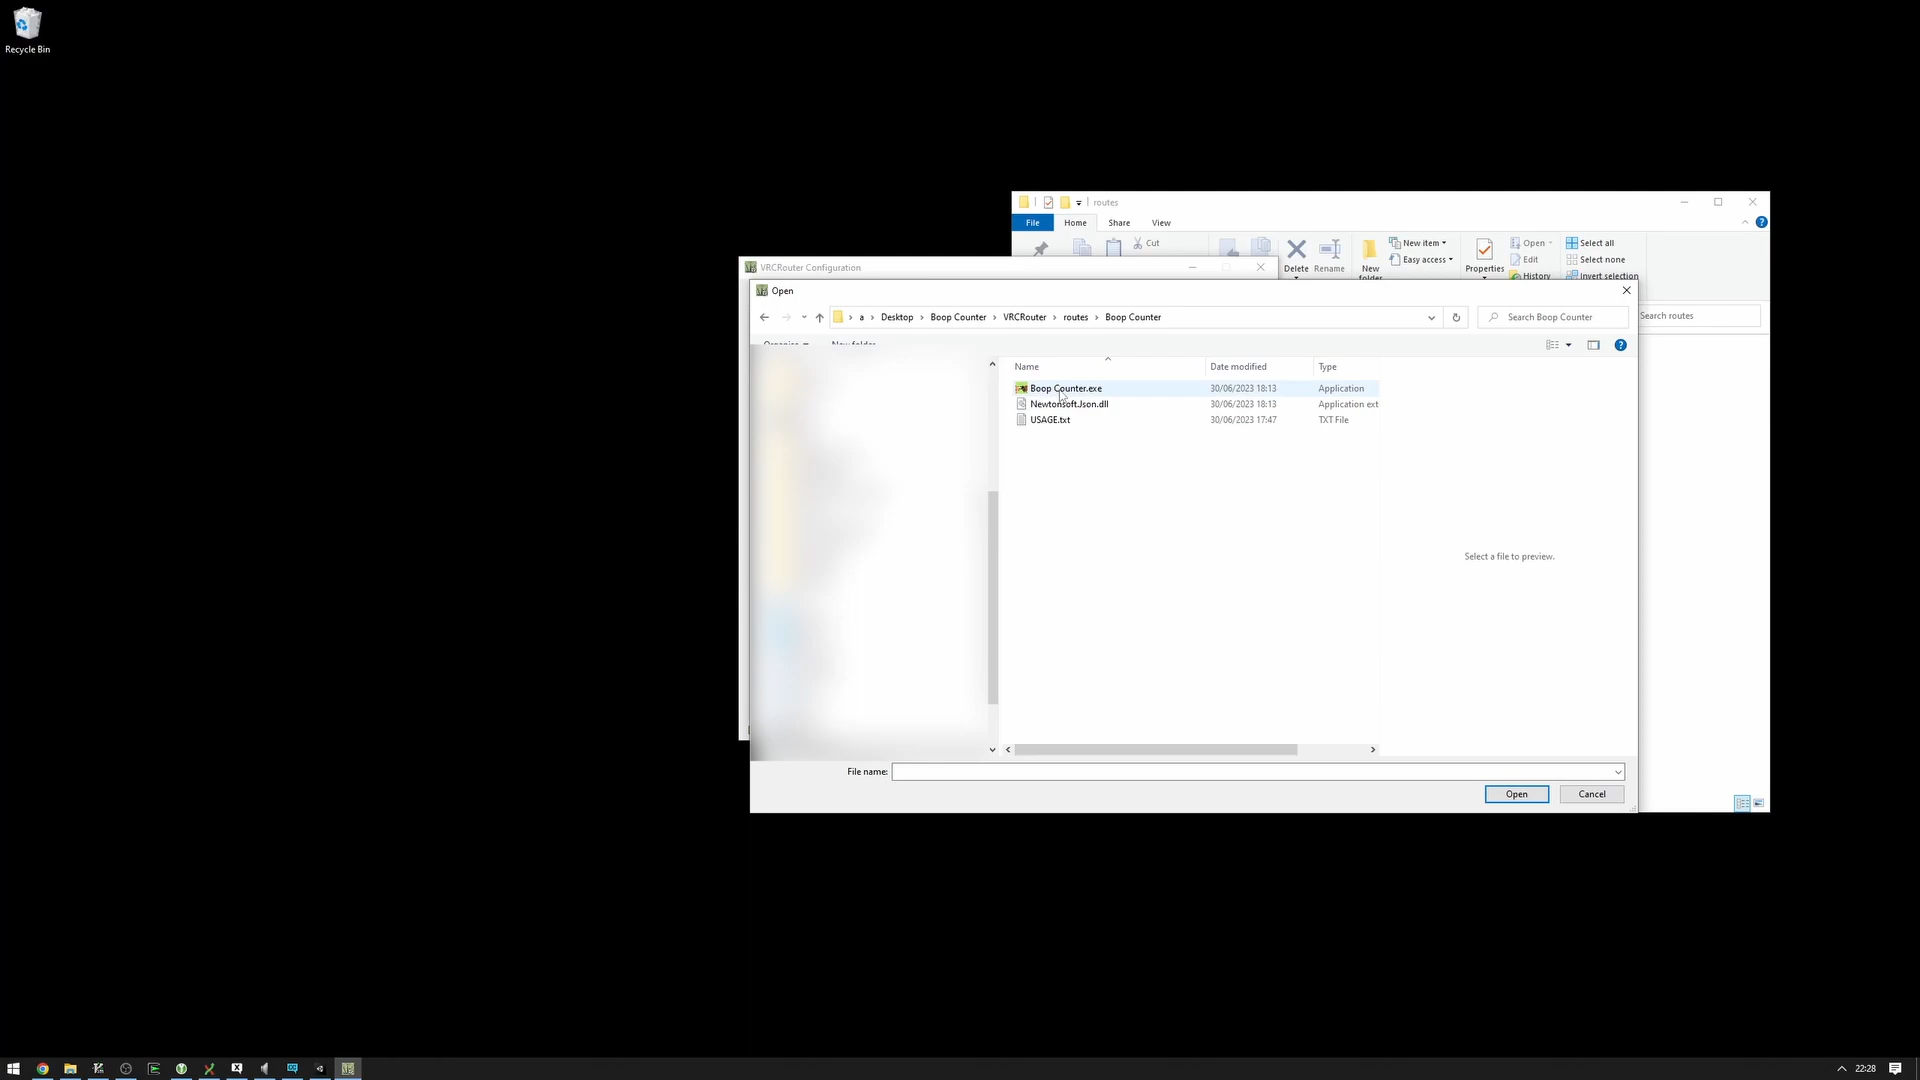 Recycle Bin
routes
File
Home
Share
View
Cut
Delete
Rename
New
folder
New item
Easy access
Properties
Open
Edit
History
Select all
Select none
Invert selection
Search routes
VRCRouter Configuration
Open
a > Desktop > Boop Counter > VRCRouter > routes > Boop Counter
Search Boop Counter
Organise
New folder
Name Date modified Type
Boop Counter.exe 30/06/2023 18:13 Application
Newtonsoft.Json.dll 30/06/2023 18:13 Application ext
USAGE.txt 30/06/2023 17:47 TXT File
Select a file to preview.
File name:
Open
Cancel
22:28